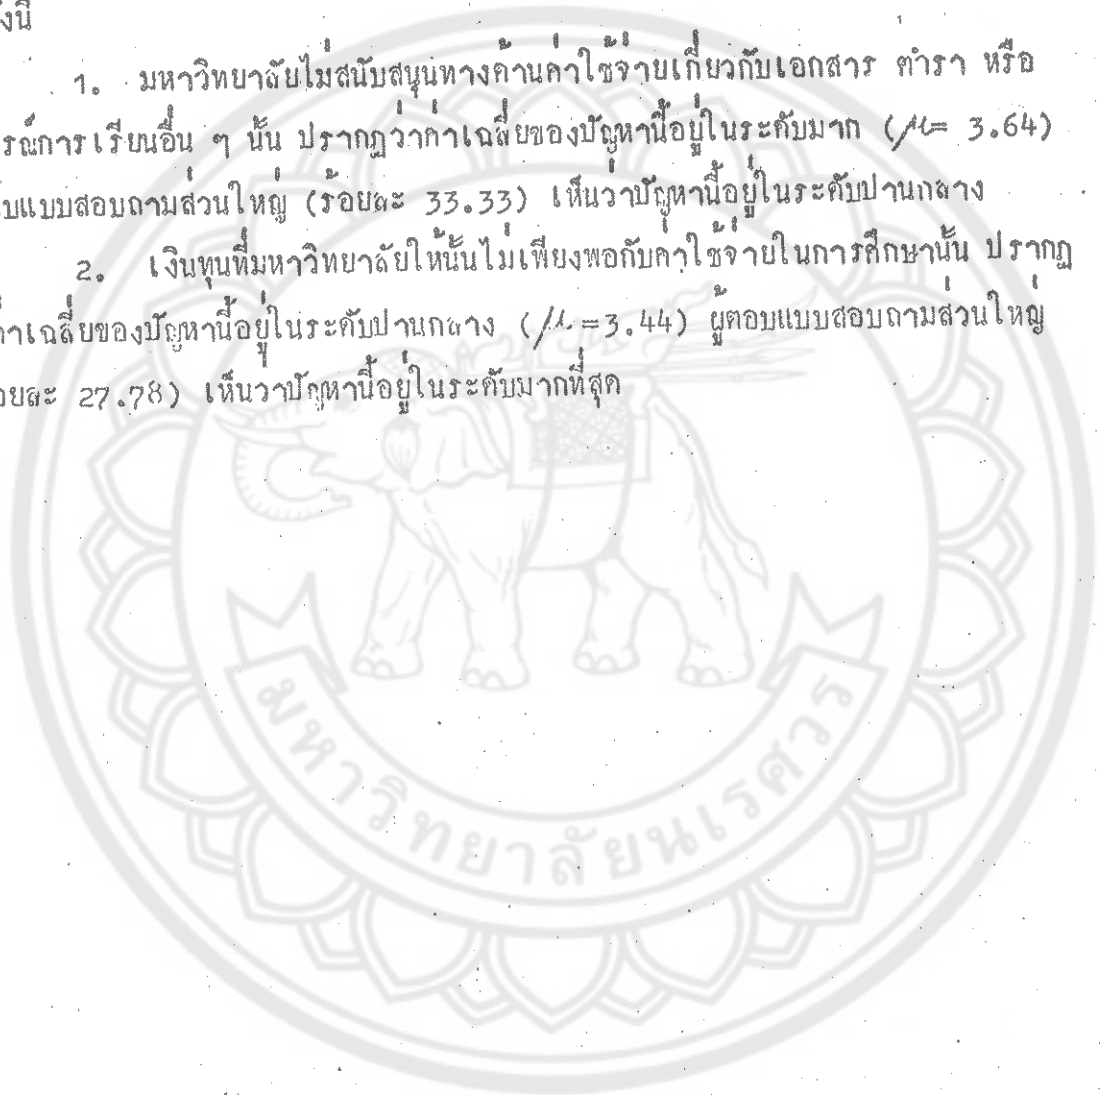 ังนี้
1. มหาวิทยาลัยไม่สนับสนุนทางด้านค่าใช้จ่ายเกี่ยวกับเอกสาร ตำรา หรือ
รณ์การเรียนอื่น ๆ นั้น ปรากฏว่าค่าเฉลี่ยของปัญหานี้อยู่ในระดับมาก (μ= 3.64)
บแบบสอบถามส่วนใหญ่ (ร้อยละ 33.33) เห็นว่าปัญหานี้อยู่ในระดับปานกลาง
2. เงินทุนที่มหาวิทยาลัยให้นั้นไม่เพียงพอกับค่าใช้จ่ายในการศึกษานั้น ปรากฏ
่าเฉลี่ยของปัญหานี้อยู่ในระดับปานกลาง (μ=3.44) ผู้ตอบแบบสอบถามส่วนใหญ่
อยละ 27.78) เห็นว่าปัญหานี้อยู่ในระดับมากที่สุด
มหาวิทยาลัยนเรศวร